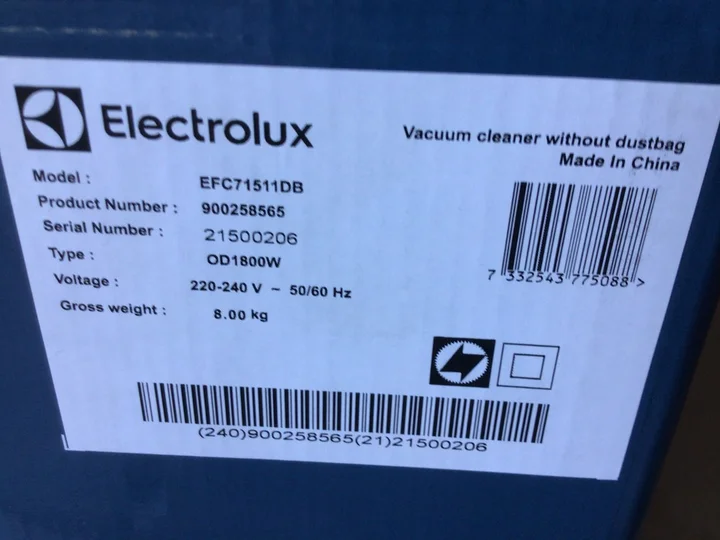 Electrolux
Vacuum cleaner without dustbag
Made In China
Model : EFC71511DB
Product Number : 900258565
Serial Number : 21500206
Type : OD1800W
Voltage : 220-240 V ~ 50/60 Hz
Gross weight : 8.00 kg
7 332543 775088 >
(240)900258565(21)21500206